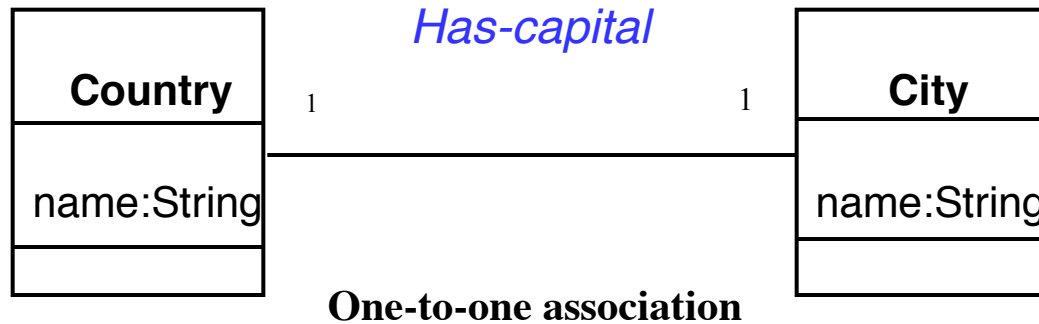 Has-capital
Country
1
1
City
name:String
name:String
One-to-one association